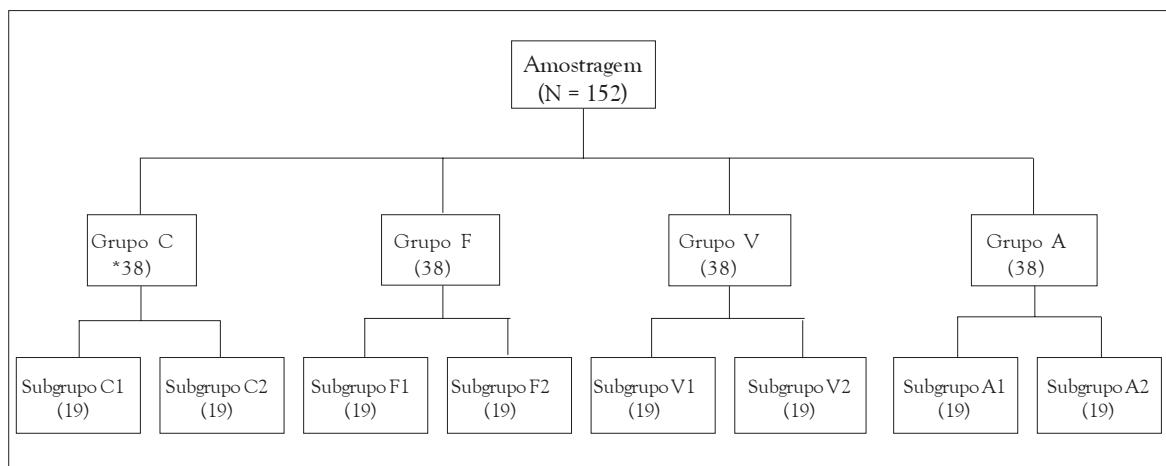 Amostragem
(N = 152)
Grupo C
*38)
Grupo F
(38)
Grupo V
(38)
Grupo A
(38)
Subgrupo C1
(19)
Subgrupo C2
(19)
Subgrupo F1
(19)
Subgrupo F2
(19)
Subgrupo V1
(19)
Subgrupo V2
(19)
Subgrupo A1
(19)
Subgrupo A2
(19)